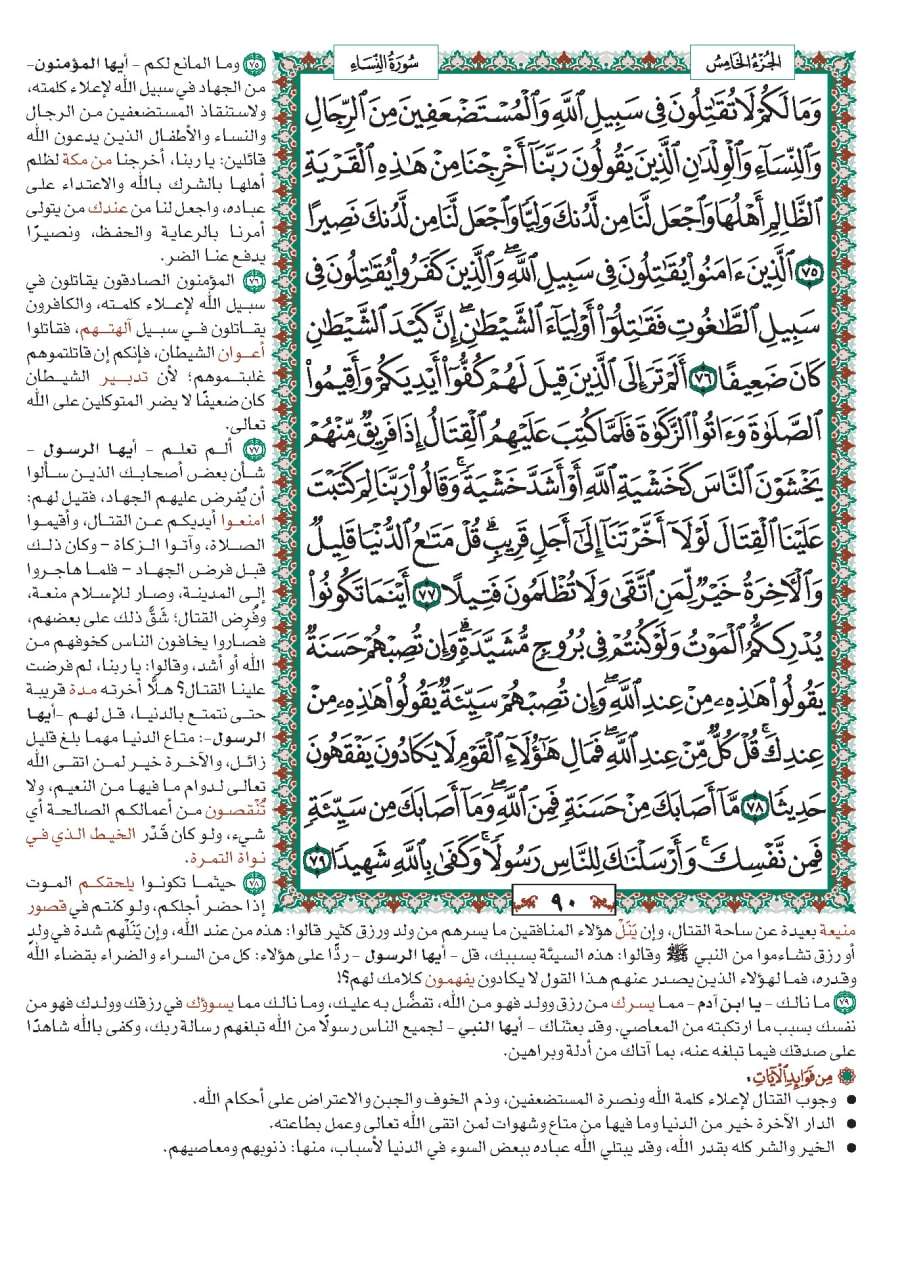 الجُزْءُ الخَامِسُ
سُورَةُ النِّسَاءِ
وَمَا لَكُمْ لَا تُقَٰتِلُونَ فِي سَبِيلِ ٱللَّهِ وَٱلْمُسْتَضْعَفِينَ مِنَ ٱلرِّجَالِ
وَٱلنِّسَآءِ وَٱلْوِلْدَٰنِ ٱلَّذِينَ يَقُولُونَ رَبَّنَآ أَخْرِجْنَا مِنْ هَٰذِهِ ٱلْقَرْيَةِ
ٱلظَّالِمِ أَهْلُهَا وَٱجْعَل لَّنَا مِن لَّدُنكَ وَلِيًّا وَٱجْعَل لَّنَا مِن لَّدُنكَ نَصِيرًا
٧٥ ٱلَّذِينَ ءَامَنُوا۟ يُقَٰتِلُونَ فِي سَبِيلِ ٱللَّهِ ۖ وَٱلَّذِينَ كَفَرُوا۟ يُقَٰتِلُونَ فِي
سَبِيلِ ٱلطَّٰغُوتِ فَقَٰتِلُوٓا۟ أَوْلِيَآءَ ٱلشَّيْطَٰنِ ۖ إِنَّ كَيْدَ ٱلشَّيْطَٰنِ
كَانَ ضَعِيفًا ٧٦ أَلَمْ تَرَ إِلَى ٱلَّذِينَ قِيلَ لَهُمْ كُفُّوٓا۟ أَيْدِيَكُمْ وَأَقِيمُوا۟
ٱلصَّلَوٰةَ وَءَاتُوا۟ ٱلزَّكَوٰةَ فَلَمَّا كُتِبَ عَلَيْهِمُ ٱلْقِتَالُ إِذَا فَرِيقٌ مِّنْهُمْ
يَخْشَوْنَ ٱلنَّاسَ كَخَشْيَةِ ٱللَّهِ أَوْ أَشَدَّ خَشْيَةً ۚ وَقَالُوا۟ رَبَّنَا لِمَ كَتَبْتَ
عَلَيْنَا ٱلْقِتَالَ لَوْلَآ أَخَّرْتَنَآ إِلَىٰٓ أَجَلٍ قَرِيبٍ ۗ قُلْ مَتَٰعُ ٱلدُّنْيَا قَلِيلٌ
وَٱلْءَاخِرَةُ خَيْرٌ لِّمَنِ ٱتَّقَىٰ وَلَا تُظْلَمُونَ فَتِيلًا ٧٧ أَيْنَمَا تَكُونُوا۟
يُدْرِككُّمُ ٱلْمَوْتُ وَلَوْ كُنتُمْ فِي بُرُوجٍ مُّشَيَّدَةٍ ۗ وَإِن تُصِبْهُمْ حَسَنَةٌ
يَقُولُوا۟ هَٰذِهِۦ مِنْ عِندِ ٱللَّهِ ۖ وَإِن تُصِبْهُمْ سَيِّئَةٌ يَقُولُوا۟ هَٰذِهِۦ مِنْ
عِندِكَ ۚ قُلْ كُلٌّ مِّنْ عِندِ ٱللَّهِ ۖ فَمَالِ هَٰٓؤُلَآءِ ٱلْقَوْمِ لَا يَكَادُونَ يَفْقَهُونَ
حَدِيثًا ٧٨ مَّآ أَصَابَكَ مِنْ حَسَنَةٍ فَمِنَ ٱللَّهِ ۖ وَمَآ أَصَابَكَ مِن سَيِّئَةٍ
فَمِن نَّفْسِكَ ۚ وَأَرْسَلْنَٰكَ لِلنَّاسِ رَسُولًا ۚ وَكَفَىٰ بِٱللَّهِ شَهِيدًا ٧٩
٩٠
٧٥ وما المانع لكم - أيها المؤمنون-
من الجهاد في سبيل الله لإعلاء كلمته،
ولاستنقاذ المستضعفين من الرجال
والنساء والأطفال الذين يدعون الله
قائلين: يا ربنا، أخرجنا من مكة لظلم
أهلها بالشرك بالله والاعتداء على
عباده، واجعل لنا من عندك من يتولى
أمرنا بالرعاية والحفظ، ونصيرًا
يدفع عنا الضر.
٧٦ المؤمنون الصادقون يقاتلون في
سبيل الله لإعلاء كلمته، والكافرون
يقاتلون في سبيل آلهتهم، فقاتلوا
أعوان الشيطان، فإنكم إن قاتلتموهم
غلبتموهم؛ لأن تدبير الشيطان
كان ضعيفًا لا يضر المتوكلين على الله
تعالى.
٧٧ ألم تعلم - أيها الرسول -
شأن بعض أصحابك الذين سألوا
أن يُفرض عليهم الجهاد، فقيل لهم:
امنعوا أيديكم عن القتال، وأقيموا
الصلاة، وآتوا الزكاة – وكان ذلك
قبل فرض الجهاد – فلما هاجروا
إلى المدينة، وصار للإسلام منعة،
وفُرِض القتال؛ شَقَّ ذلك على بعضهم،
فصاروا يخافون الناس كخوفهم من
الله أو أشد، وقالوا: يا ربنا، لم فرضت
علينا القتال؟ هلَّا أخرته مدة قريبة
حتى نتمتع بالدنيا، قل لهم -أيها
الرسول-: متاع الدنيا مهما بلغ قليل
زائل، والآخرة خير لمن اتقى الله
تعالى لدوام ما فيها من النعيم، ولا
تُنْقصون من أعمالكم الصالحة أي
شيء، ولو كان قَدْر الخيط الذي في
نواة التمرة.
٧٨ حيثما تكونوا يلحقكم الموت
إذا حضر أجلكم، ولو كنتم في قصور
منيعة بعيدة عن ساحة القتال، وإن يَنَلْ هؤلاء المنافقين ما يسرهم من ولد ورزق كثير قالوا: هذه من عند الله، وإن يَنَلْهم شدة في ولدٍ
أو رزق تشاءموا من النبي ﷺ وقالوا: هذه السيئة بسببك، قل - أيها الرسول - ردًّا على هؤلاء: كل من السراء والضراء بقضاء الله
وقدره، فما لهؤلاء الذين يصدر عنهم هذا القول لا يكادون يفهمون كلامك لهم؟!
٧٩ ما نالك - يا ابن آدم - مما يسرك من رزق وولد فهو من الله، تفضَّل به عليك، وما نالك مما يسوؤك في رزقك وولدك فهو من
نفسك بسبب ما ارتكبته من المعاصي. وقد بعثناك - أيها النبي - لجميع الناس رسولًا من الله تبلغهم رسالة ربك، وكفى بالله شاهدًا
على صدقك فيما تبلغه عنه، بما آتاك من أدلة وبراهين.
مِن فَوَائِدِ الآيَاتِ:
● وجوب القتال لإعلاء كلمة الله ونصرة المستضعفين، وذم الخوف والجبن والاعتراض على أحكام الله.
● الدار الآخرة خير من الدنيا وما فيها من متاع وشهوات لمن اتقى الله تعالى وعمل بطاعته.
● الخير والشر كله بقدر الله، وقد يبتلي الله عباده ببعض السوء في الدنيا لأسباب، منها: ذنوبهم ومعاصيهم.